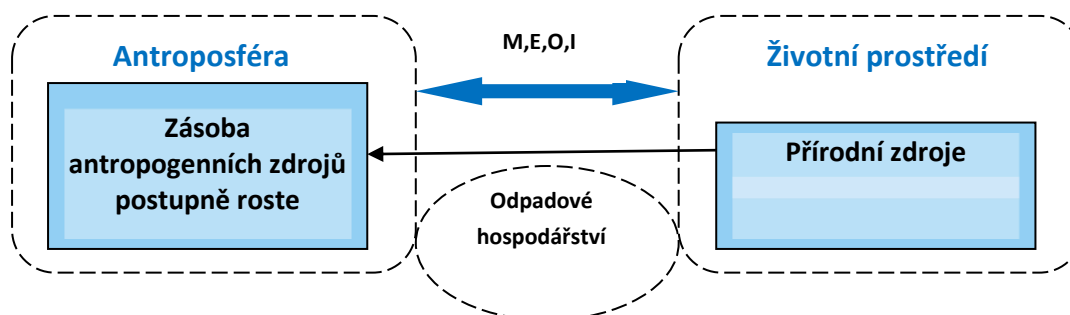 Antroposféra
M,E,O,I
Životní prostředí
Zásoba
antropogenních zdrojů
postupně roste
Přírodní zdroje
Odpadové
hospodářství